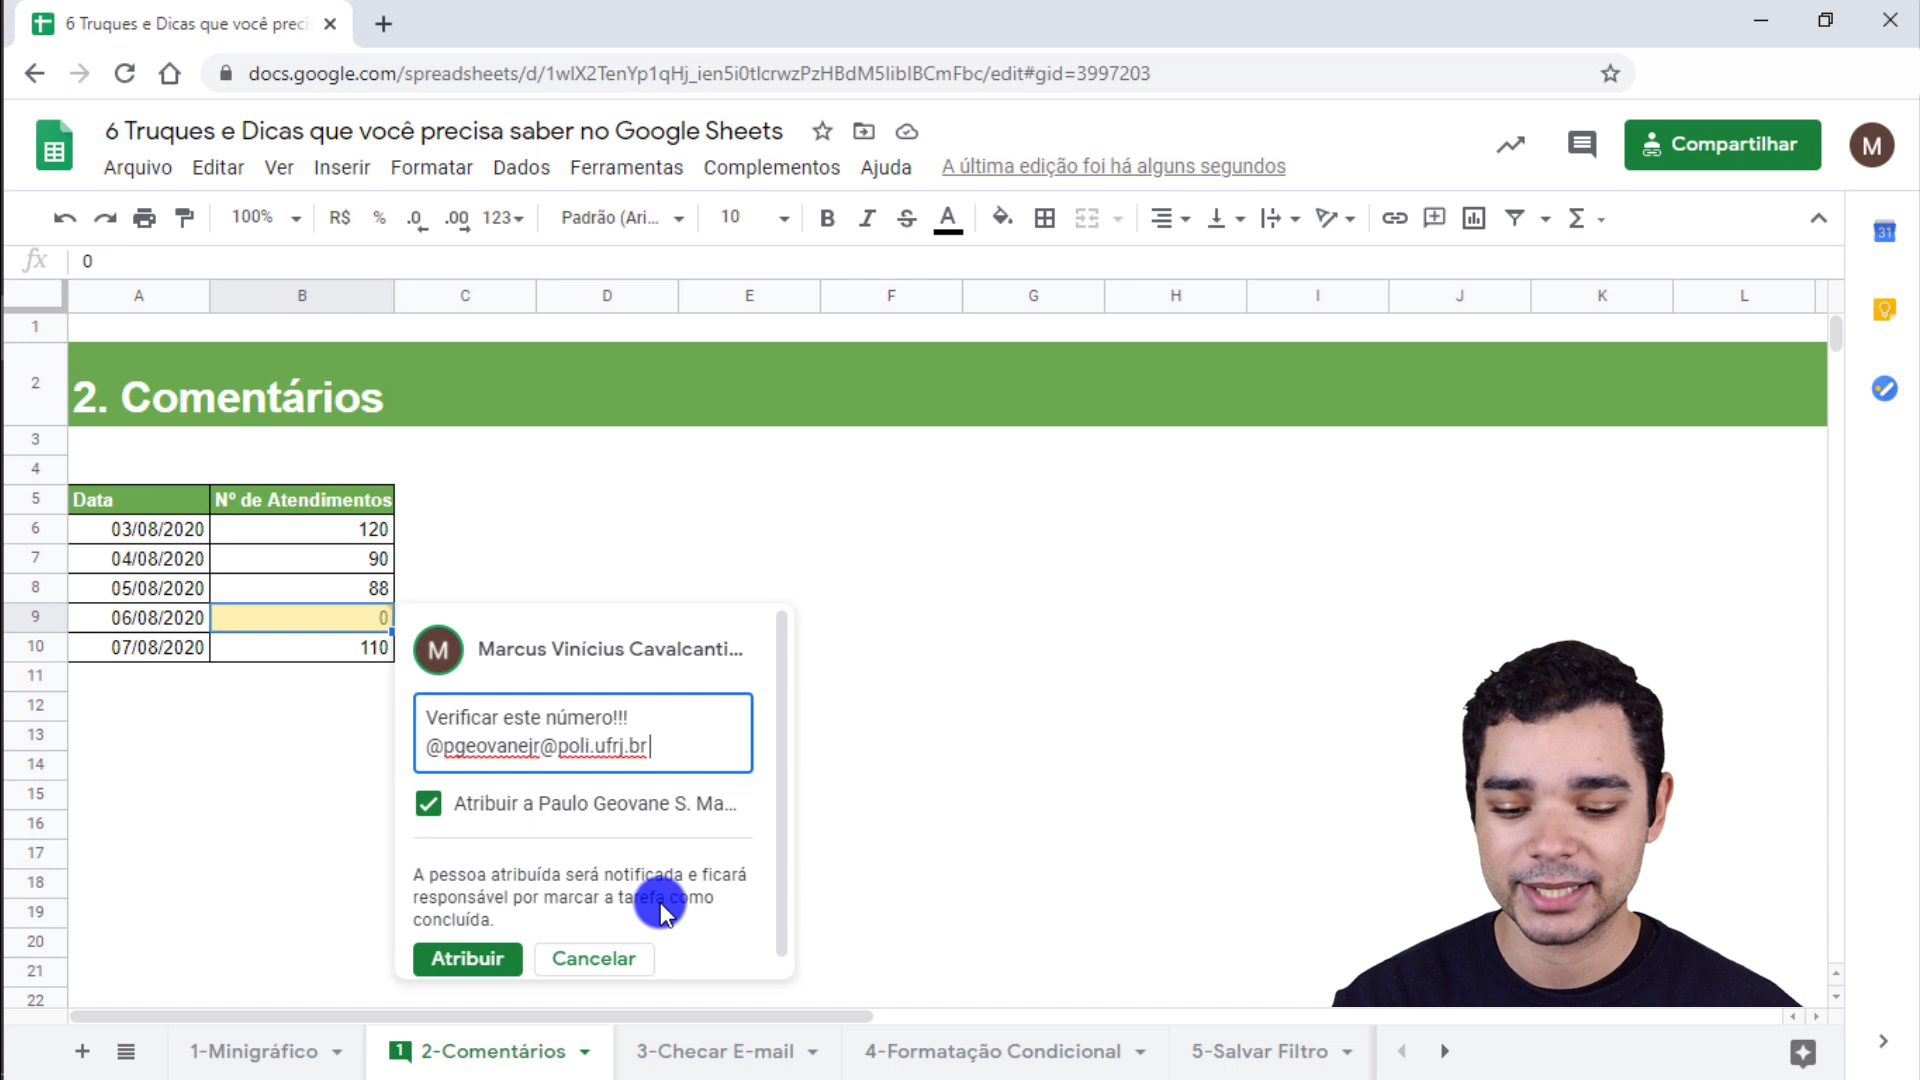 6 Truques e Dicas que você preci
docs.google.com/spreadsheets/d/1wIX2TenYp1qHj_ien5i0tIcrwzPzHBdM5IibIBCmFbc/edit#gid=3997203
6 Truques e Dicas que você precisa saber no Google Sheets
Compartilhar
M
Arquivo Editar Ver Inserir Formatar Dados Ferramentas Complementos Ajuda A última edição foi há alguns segundos
100% R$ % .0 .00 123 Padrão (Ari... 10 B I S A Σ
31
fx 0
A B C D E F G H I J K L
1
2 2. Comentários
3
4
5 Data Nº de Atendimentos
6 03/08/2020 120
7 04/08/2020 90
8 05/08/2020 88
9 06/08/2020 0
10 07/08/2020 110
11
12
13
14
15
16
17
18
19
20
21
22
M Marcus Vinícius Cavalcanti...
Verificar este número!!!
@pgeovanejr@poli.ufrj.br
Atribuir a Paulo Geovane S. Ma...
A pessoa atribuída será notificada e ficará
responsável por marcar a tarefa como
concluída.
Atribuir Cancelar
1-Minigráfico 1 2-Comentários 3-Checar E-mail 4-Formatação Condicional 5-Salvar Filtro